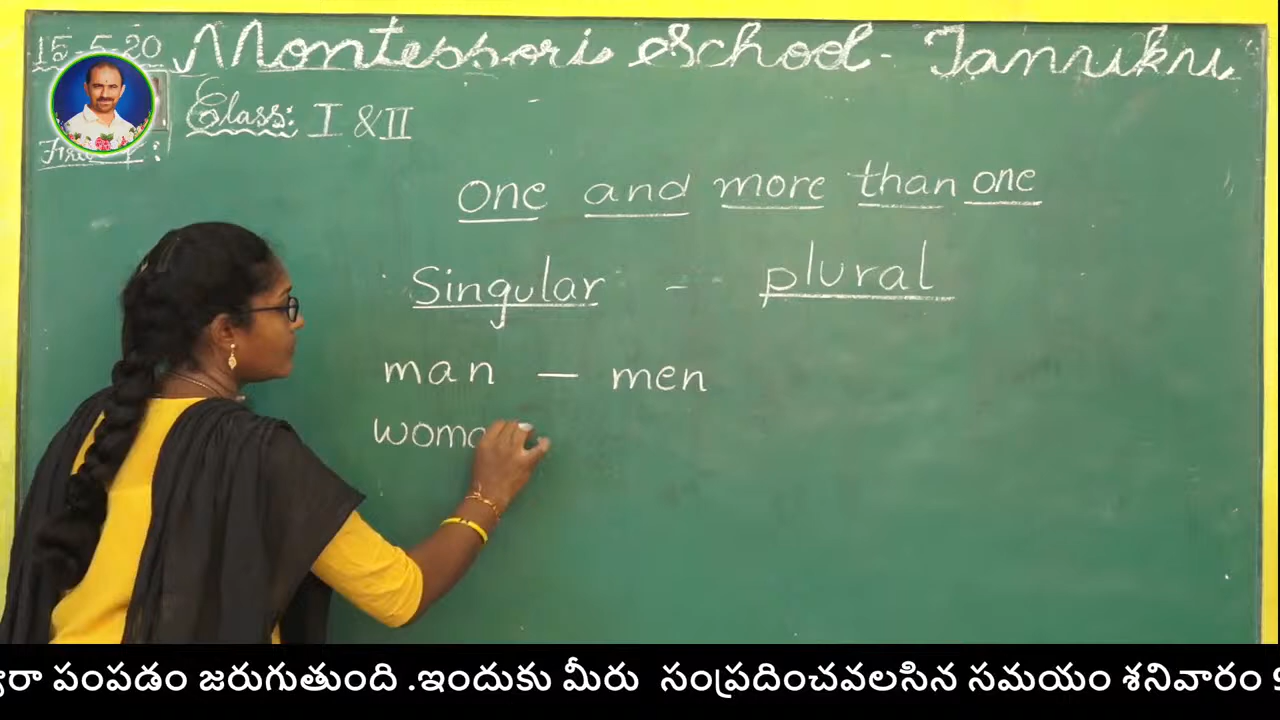 15-5-20 Montessori School - Tanuku
Class: I & II
one and more than one
Singular - plural
man — men
woma
పంపడం జరుగుతుంది .ఇందుకు మీరు సంప్రదించవలసిన సమయం శనివారం